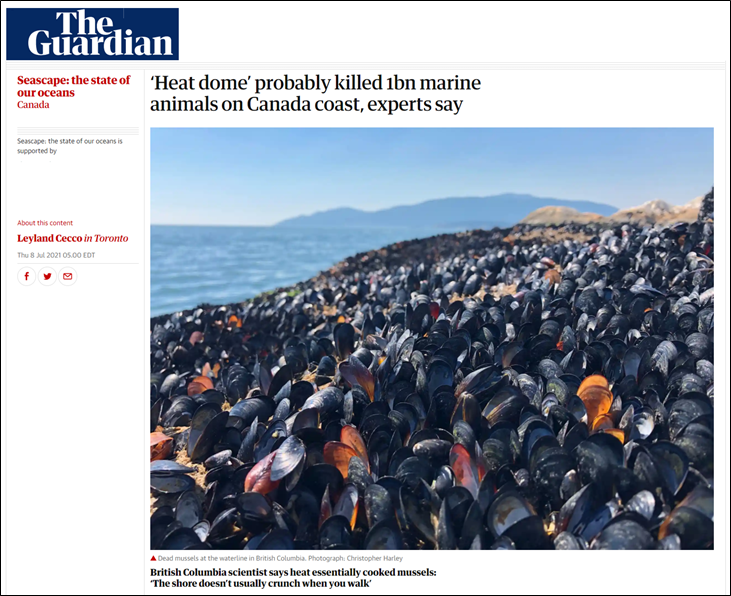 The
Guardian
Seascape: the state of
our oceans
Canada
Seascape: the state of our oceans is
supported by
About this content
Leyland Cecco in Toronto
Thu 8 Jul 2021 05.00 EDT
‘Heat dome’ probably killed 1bn marine
animals on Canada coast, experts say
Dead mussels at the waterline in British Columbia. Photograph: Christopher Harley
British Columbia scientist says heat essentially cooked mussels:
‘The shore doesn’t usually crunch when you walk’